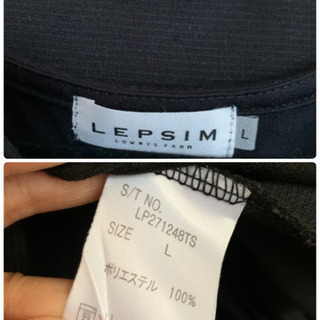 LEPSIM
LOWRYS FARM
L
S/T NO.
LP271248TS
SIZE L
ポリエステル 100%